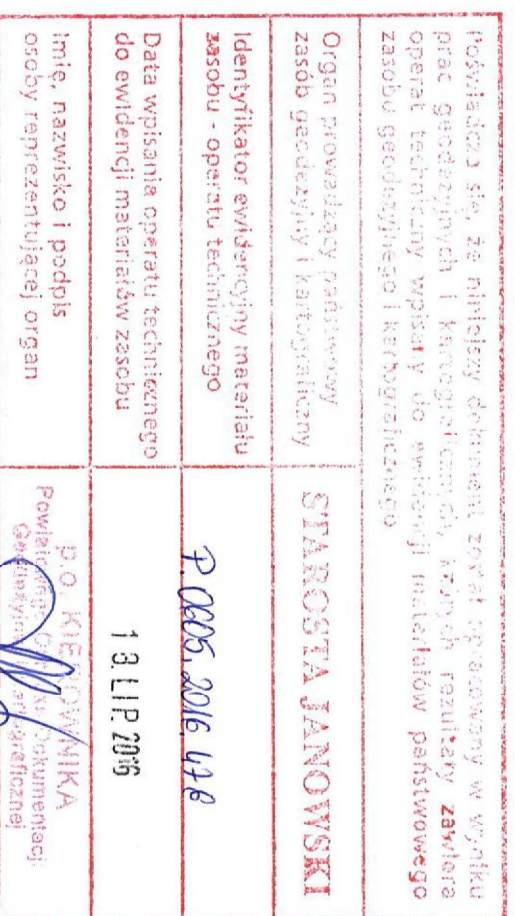 Poświadcza się, że niniejszy dokument został opracowany w wyniku
prac geodezyjnych i kartograficznych, których rezultaty zawiera
operat techniczny wpisany do ewidencji materiałów państwowego
zasobu geodezyjnego i kartograficznego
Organ prowadzący państwowy
zasób geodezyjny i kartograficzny
STAROSTA JANOWSKI
Identyfikator ewidencyjny materiału
zasobu - operatu technicznego
P.0605.2016.478
Data wpisania operatu technicznego
do ewidencji materiałów zasobu
18. LIP. 2016
Imię, nazwisko i podpis
osoby reprezentującej organ
p.o. KIEROWNIKA
Powiatowego Dokumentacji
Geodezyjnej Kartograficznej